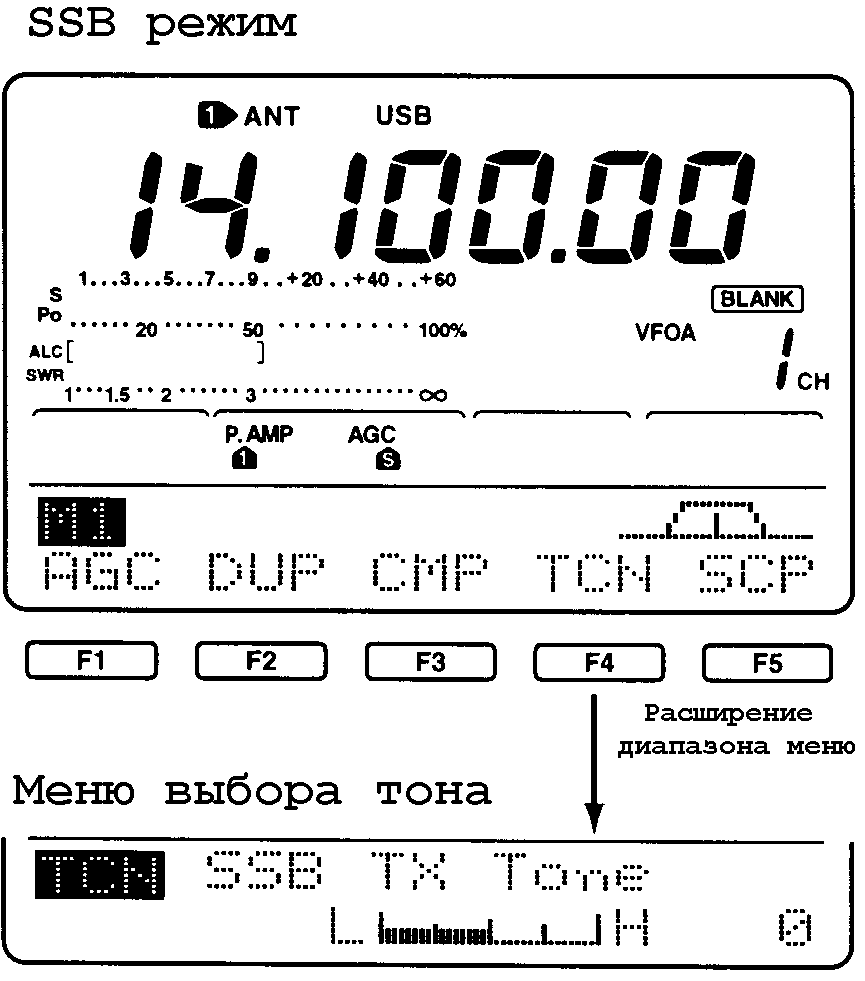 SSB режим
1 ANT USB
14.100.00
S 1...3...5...7...9..+20..+40..+60
BLANK
Po ......20.......50..........100%
VFOA 1 CH
ALC [ ]
SWR 1...1.5..2......3................∞
P.AMP AGC
1 S
M1
AGC DUP CMP TCN SCP
F1 F2 F3 F4 F5
Расширение
диапазона меню
Меню выбора тона
TCN SSB TX Tone
L H 0